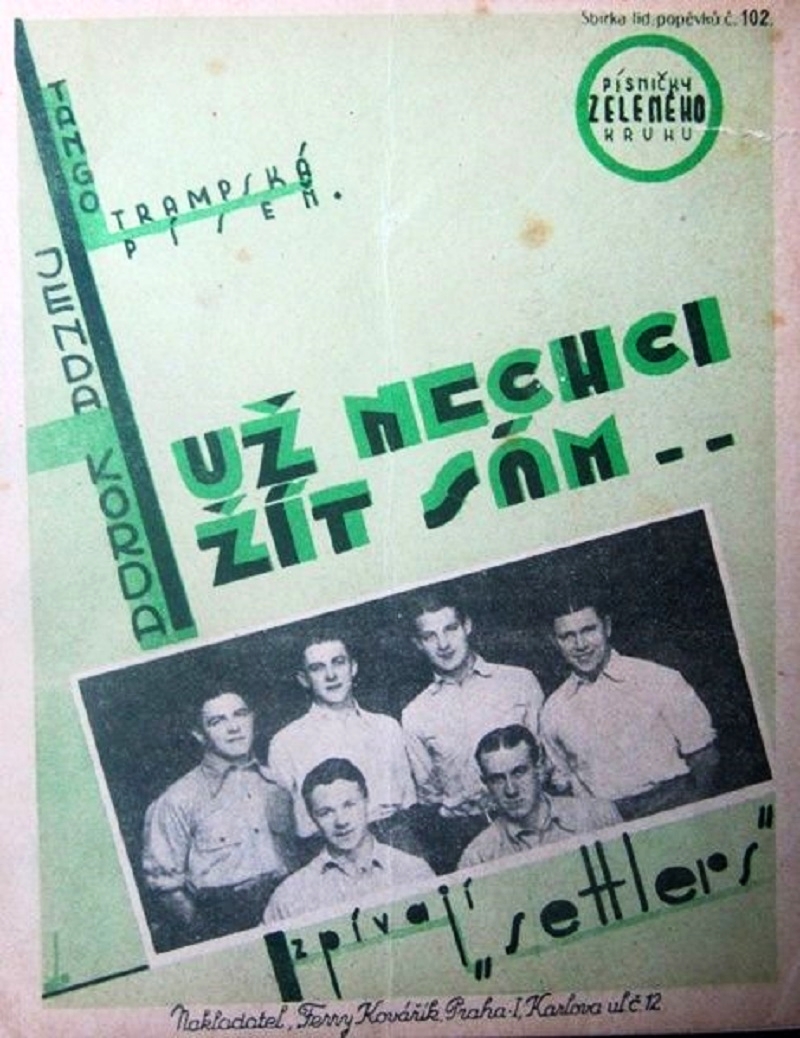 Sbírka lid. popěvků č. 102.
PÍSNIČKY
ZELENÉHO
KRUHU
TANGO
TRAMPSKÁ
PÍSEŇ.
JENDA KORDA
UŽ NECHCI
ŽÍT SÁM --
zpívají „settlers"
Nakladatel, Ferry Kovářík, Praha-I, Karlova ul. č. 12